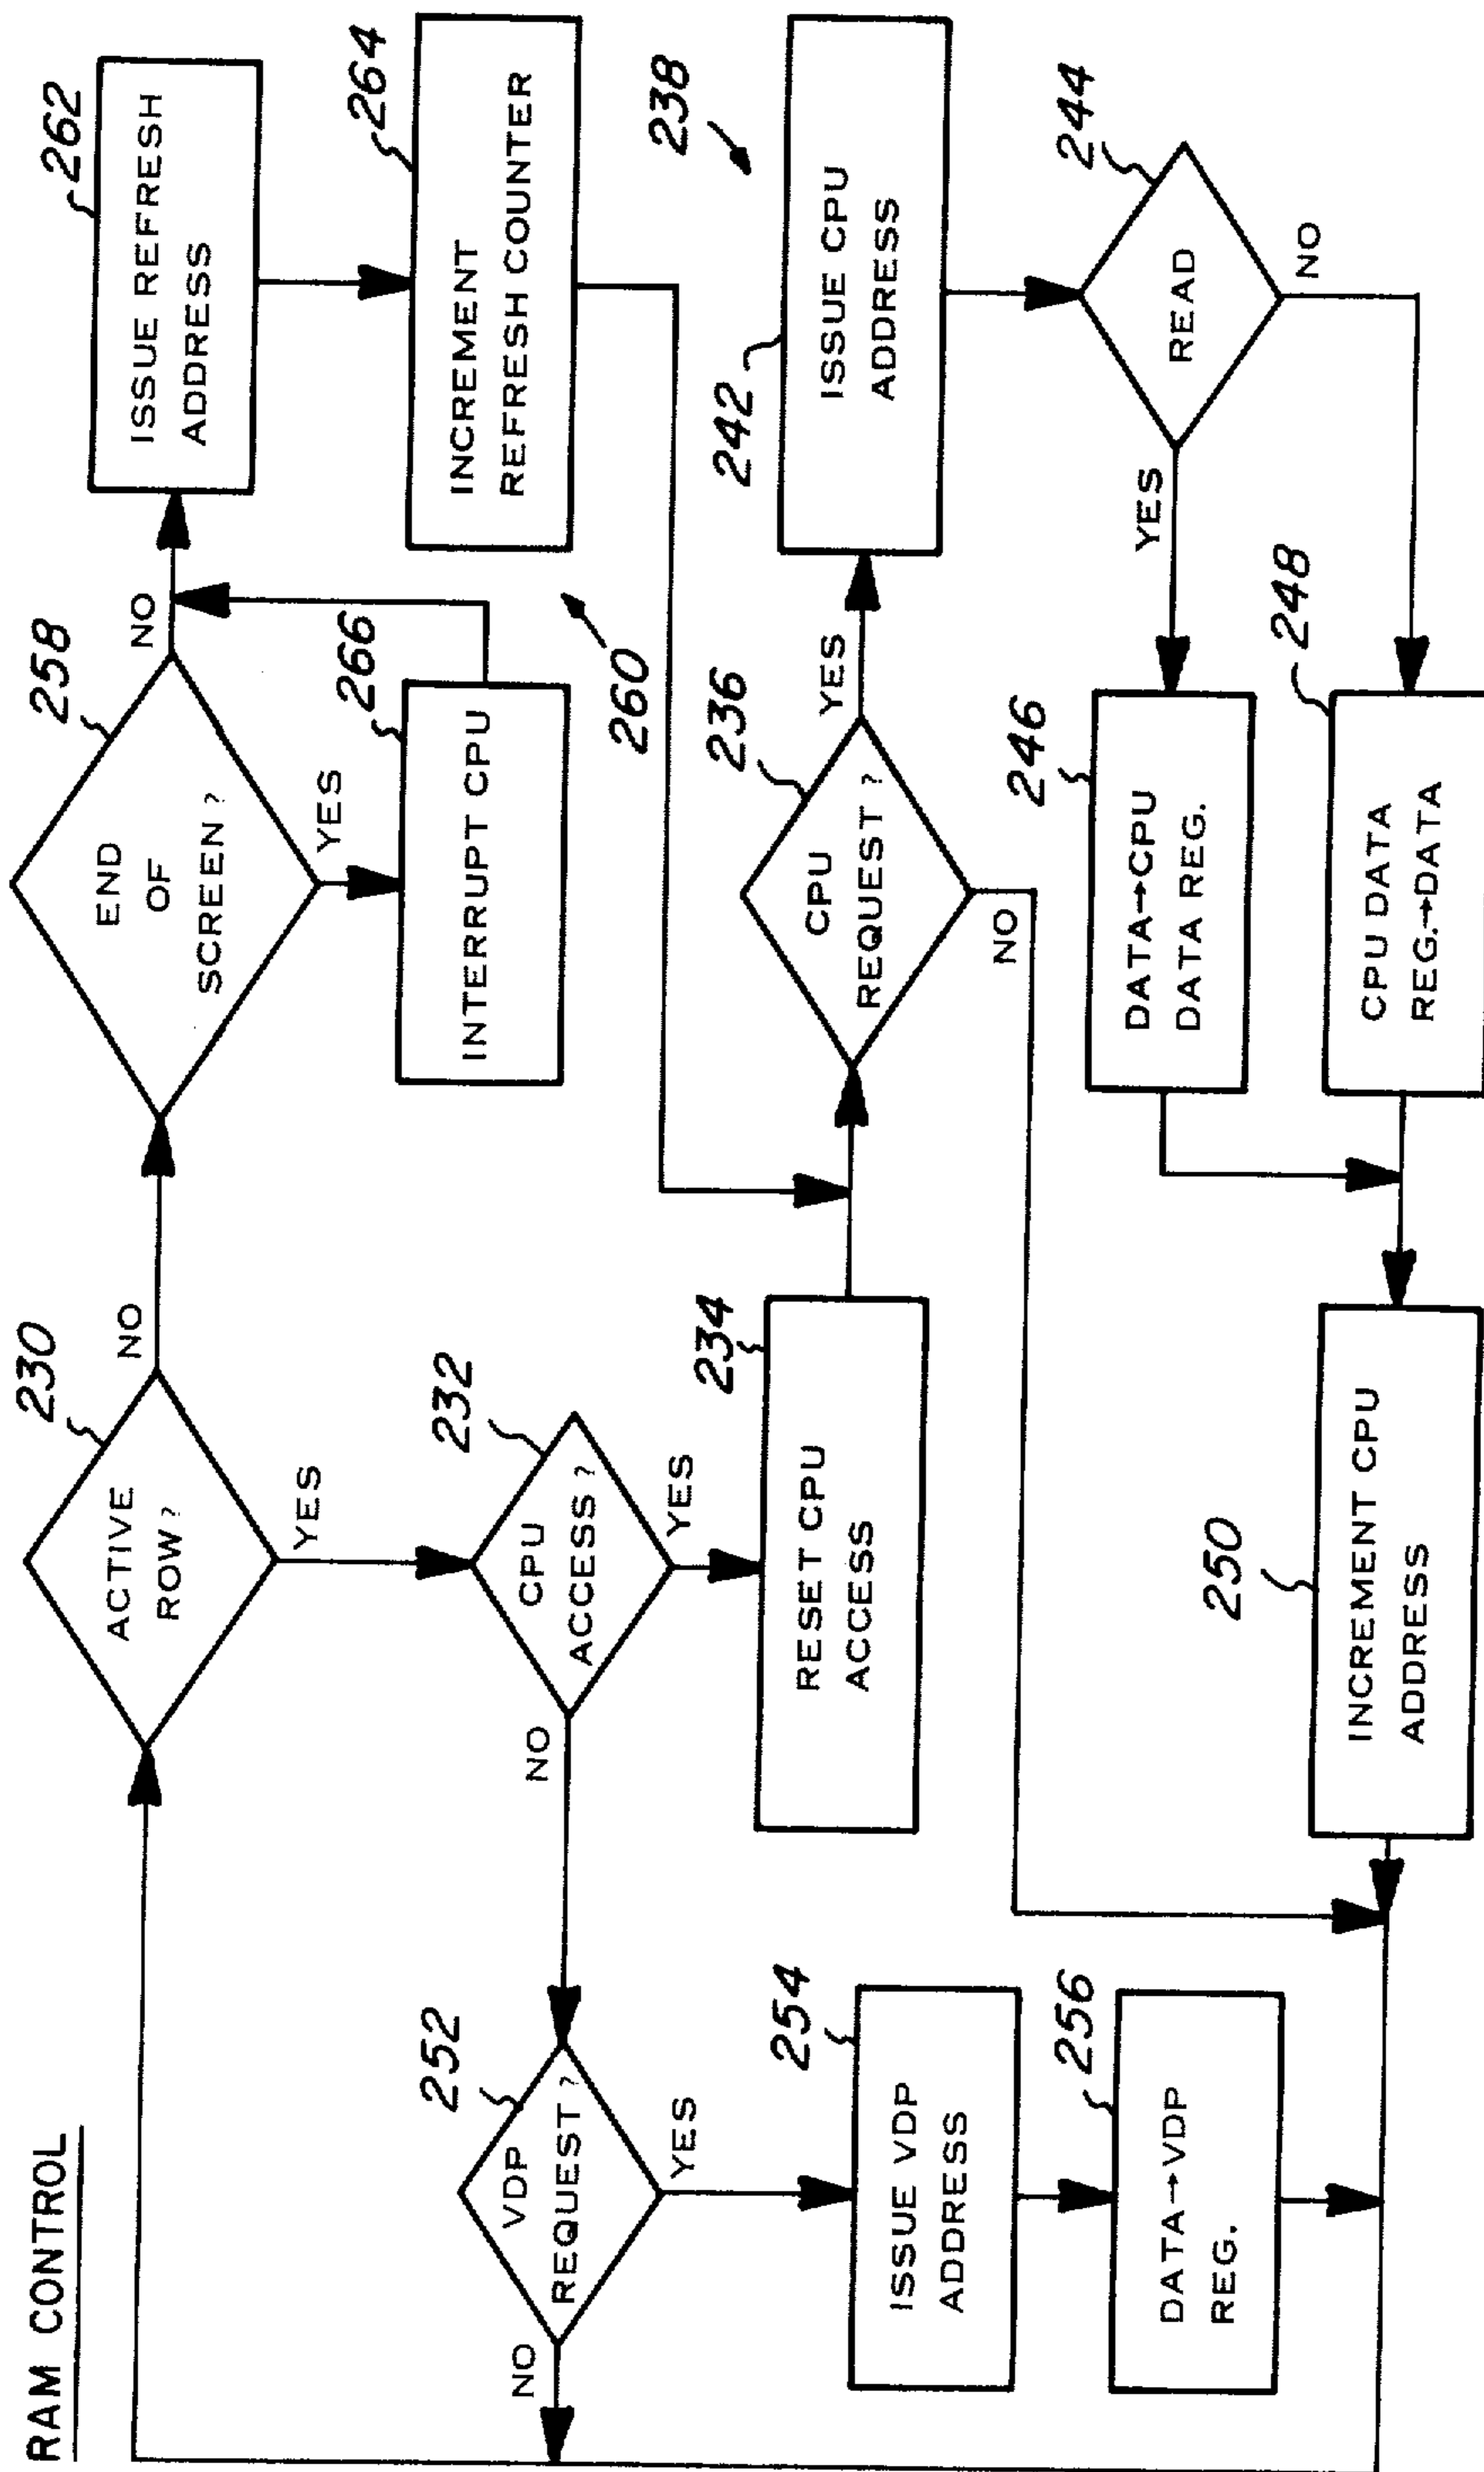 RAM CONTROL
230
ACTIVE
ROW?
NO
YES
258
END
OF
SCREEN?
NO
YES
262
ISSUE REFRESH
ADDRESS
266
INTERRUPT CPU
264
INCREMENT
REFRESH COUNTER
260
252
VDP
REQUEST?
NO
YES
232
CPU
ACCESS?
NO
YES
234
RESET CPU
ACCESS
236
CPU
REQUEST?
YES
NO
238
242
ISSUE CPU
ADDRESS
254
ISSUE VDP
ADDRESS
256
DATA→VDP
REG.
244
READ
YES
NO
246
DATA→CPU
DATA REG.
248
CPU DATA
REG.→DATA
250
INCREMENT CPU
ADDRESS